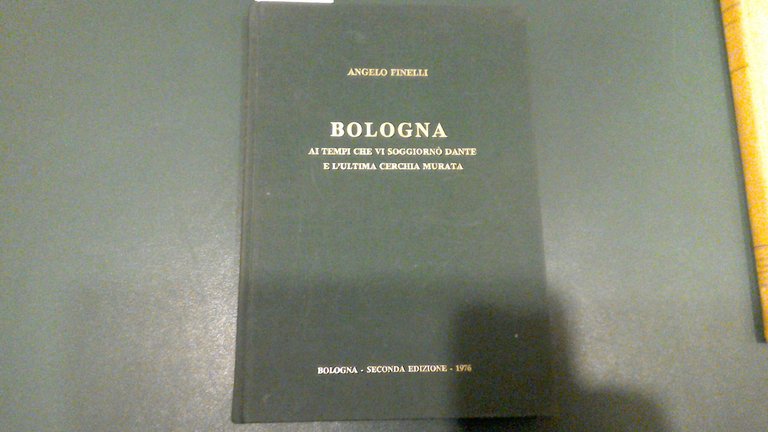 ANGELO FINELLI
BOLOGNA
AI TEMPI CHE VI SOGGIORNÒ DANTE
E L'ULTIMA CERCHIA MURATA
BOLOGNA - SECONDA EDIZIONE - 1976